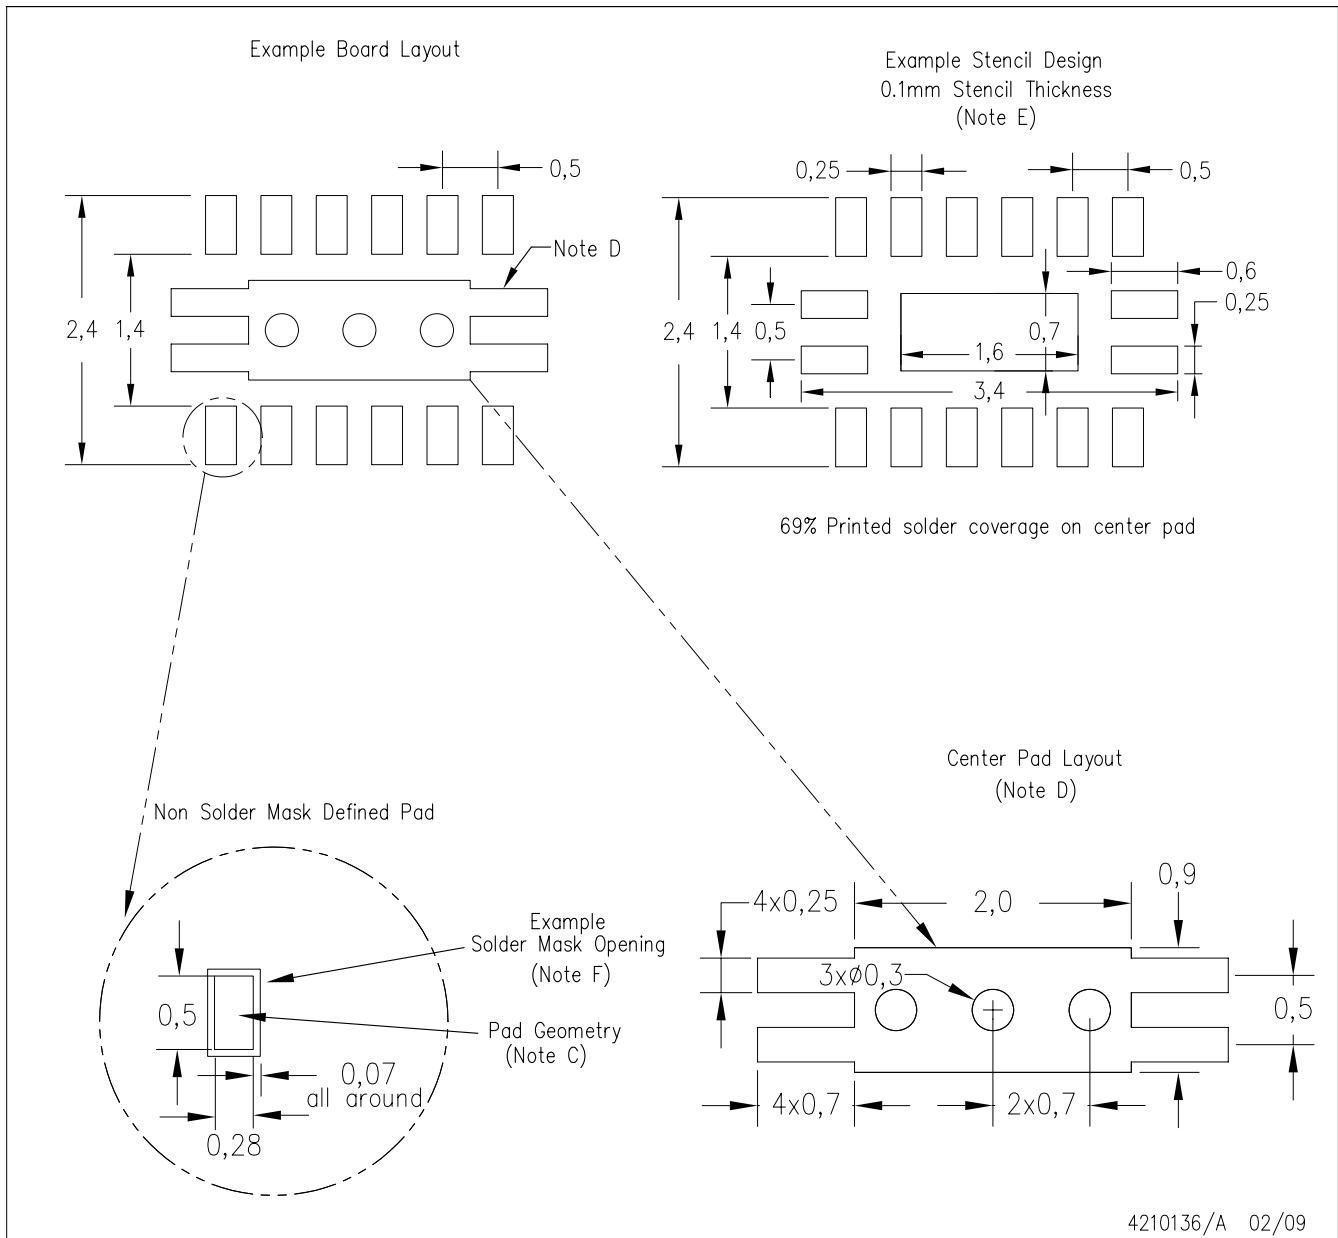 Example Board Layout
0,5
Note D
2,4
1,4
Example Stencil Design
0.1mm Stencil Thickness
(Note E)
0,25
0,5
0,6
0,25
2,4
1,4
0,5
0,7
1,6
3,4
69% Printed solder coverage on center pad
Non Solder Mask Defined Pad
Example
Solder Mask Opening
(Note F)
0,5
Pad Geometry
(Note C)
0,07
all around
0,28
Center Pad Layout
(Note D)
4x0,25
2,0
0,9
3xø0,3
0,5
4x0,7
2x0,7
4210136/A 02/09